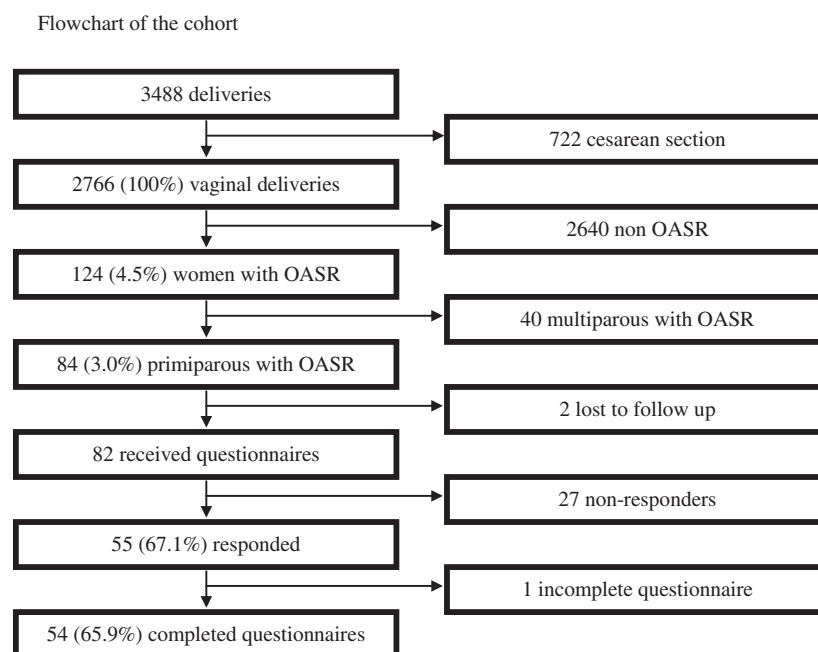 Flowchart of the cohort
3488 deliveries
722 cesarean section
2766 (100%) vaginal deliveries
2640 non OASR
124 (4.5%) women with OASR
40 multiparous with OASR
84 (3.0%) primiparous with OASR
2 lost to follow up
82 received questionnaires
27 non-responders
55 (67.1%) responded
1 incomplete questionnaire
54 (65.9%) completed questionnaires